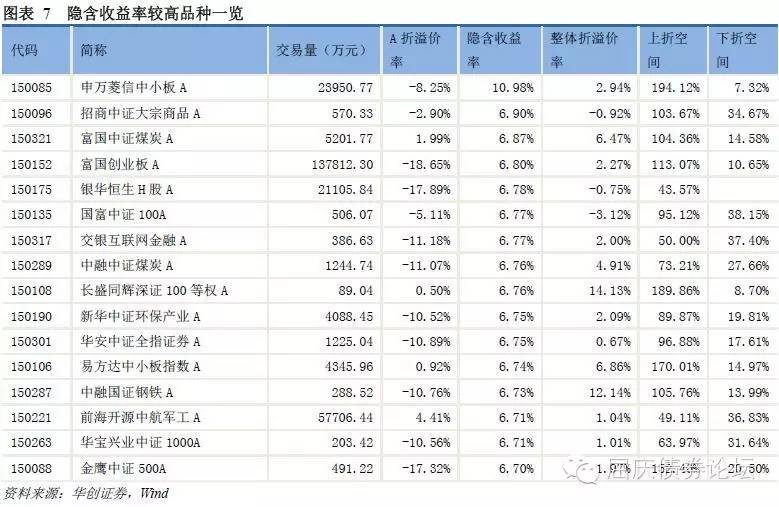 图表 7 隐含收益率较高品种一览
代码 简称 交易量（万元） A 折溢价率 隐含收益率 整体折溢价率 上折空间 下折空间
150085 申万菱信中小板 A 23950.77 -8.25% 10.98% 2.94% 194.12% 7.32%
150096 招商中证大宗商品 A 570.33 -2.90% 6.90% -0.92% 103.67% 34.67%
150321 富国中证煤炭 A 5201.77 1.99% 6.87% 6.47% 104.36% 14.58%
150152 富国创业板 A 137812.30 -18.65% 6.80% 2.27% 113.07% 10.65%
150175 银华恒生 H 股 A 21105.84 -17.89% 6.78% -0.75% 43.57%
150135 国富中证 100A 506.07 -5.11% 6.77% -3.12% 95.12% 38.15%
150317 交银互联网金融 A 386.63 -11.18% 6.77% 2.00% 50.00% 37.40%
150289 中融中证煤炭 A 1244.74 -11.07% 6.76% 4.91% 73.21% 27.66%
150108 长盛同辉深证 100 等权 A 89.04 0.50% 6.76% 14.13% 189.86% 8.70%
150190 新华中证环保产业 A 4088.45 -10.52% 6.75% 2.09% 89.87% 19.81%
150301 华安中证全指证券 A 1225.04 -10.89% 6.75% 0.67% 96.88% 17.61%
150106 易方达中小板指数 A 4345.96 0.92% 6.74% 6.86% 170.01% 14.97%
150287 中融国证钢铁 A 288.52 -10.76% 6.73% 12.14% 105.76% 13.99%
150221 前海开源中航军工 A 57706.44 4.41% 6.71% 1.04% 49.11% 36.83%
150263 华宝兴业中证 1000A 203.42 -10.56% 6.71% 1.01% 63.97% 31.64%
150088 金鹰中证 500A 491.22 -17.32% 6.70%
屈庆债券论坛
资料来源：华创证券，Wind